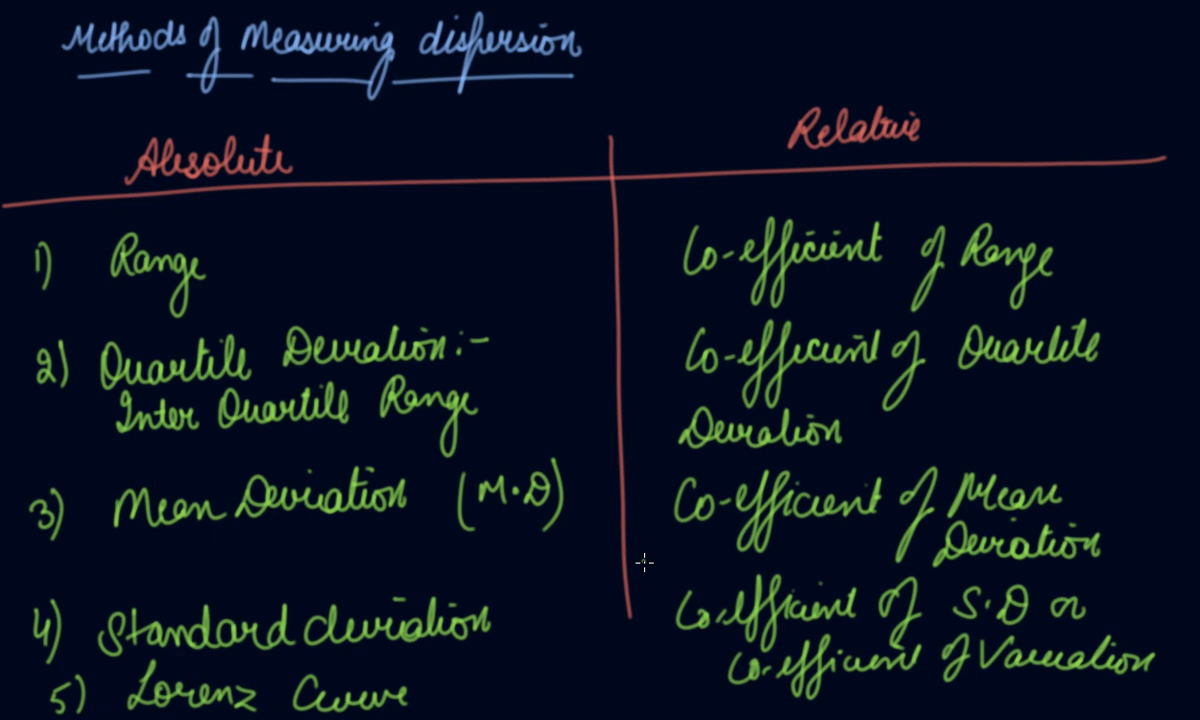 Methods of Measuring dispersion
Absolute
Relative
1) Range
Co-efficient of Range
2) Quartile Deviation :-
Inter Quartile Range
Co-efficient of Quartile
Deviation
3) Mean Deviation (M.D)
Co-efficient of Mean
Deviation
4) Standard deviation
Co-efficient of S.D or
Co-efficient of Variation
5) Lorenz Curve